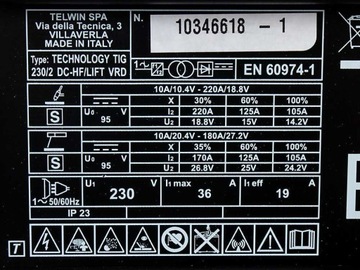 TELWIN SPA
Via della Tecnica, 3
VILLAVERLA
MADE IN ITALY
N. 10346618 - 1
Type: TECHNOLOGY TIG
230/2 DC-HF/LIFT VRD
1~
EN 60974-1
10A/10.4V - 220A/18.8V
X 30% 60% 100%
S U0 V 95 I2 220A 125A 105A
U2 18.8V 15V 14.2V
10A/20.4V - 180A/27.2V
X 35% 60% 100%
S U0 V 95 I2 170A 125A 105A
U2 26.8V 25V 24.2V
1~50/60Hz U1 230 V I1 max 36 A I1 eff 19 A
IP 23
T